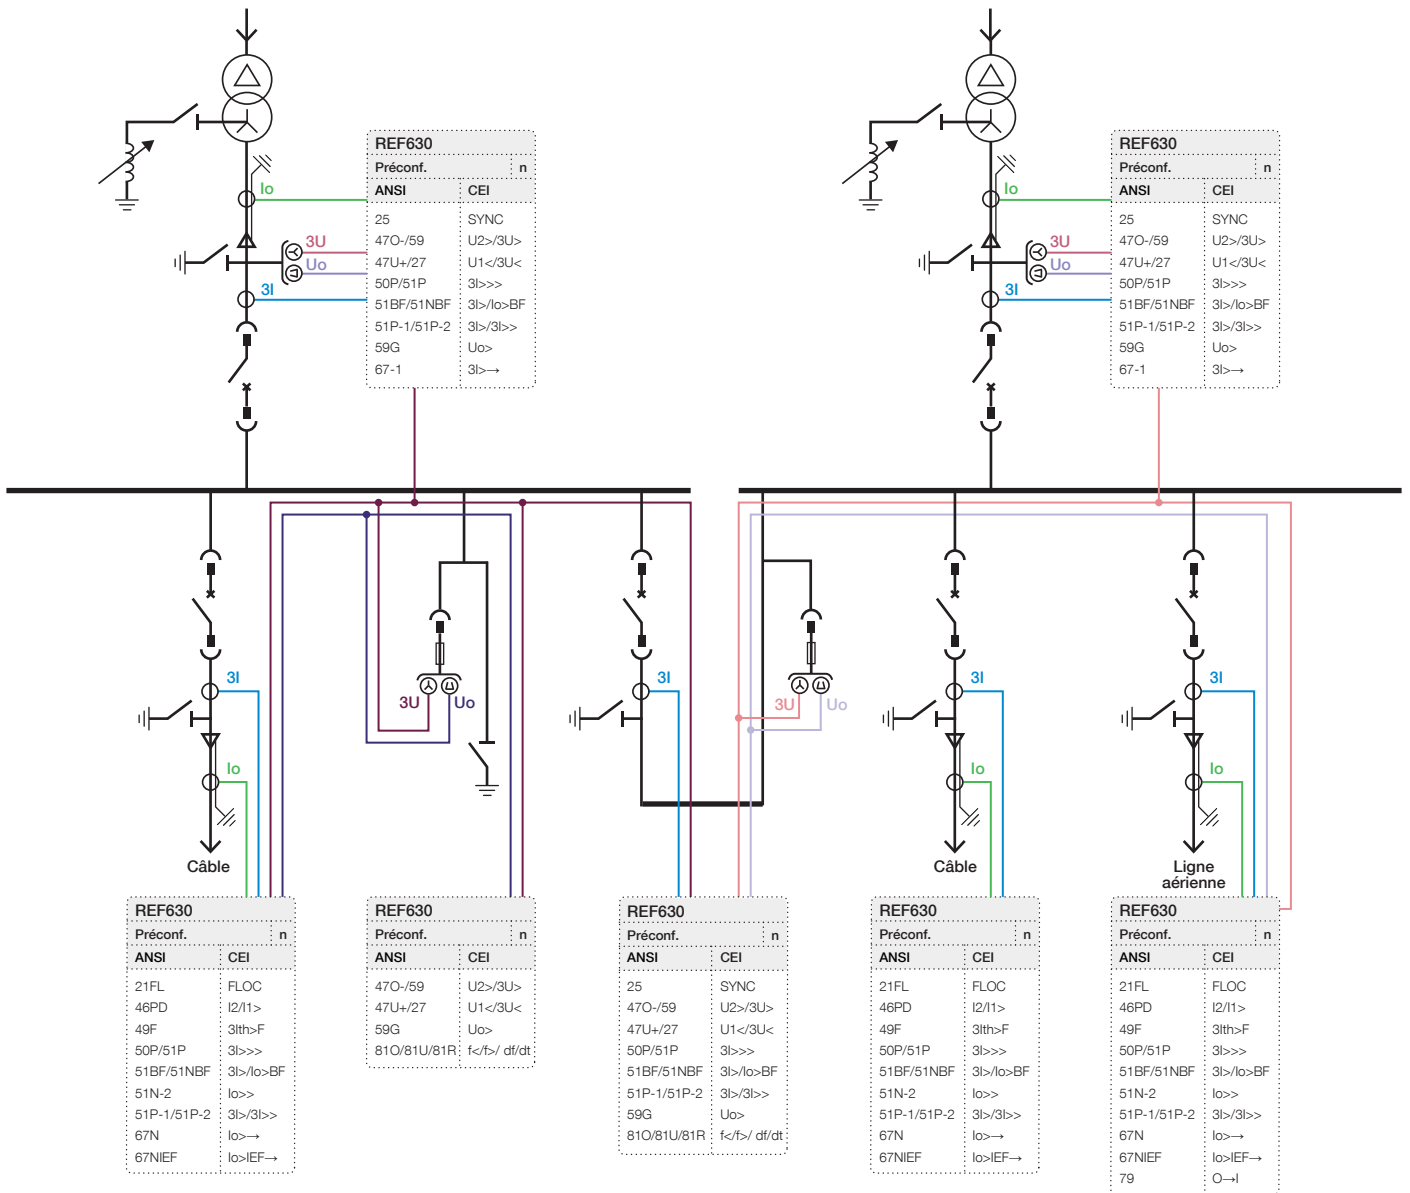 REF630
Préconf. n
ANSI CEI
25 SYNC
47O-/59 U2>/3U>
47U+/27 U1</3U<
50P/51P 3I>>>
51BF/51NBF 3I>/Io>BF
51P-1/51P-2 3I>/3I>>
59G Uo>
67-1 3I>→
Io
3U
Uo
3I
REF630
Préconf. n
ANSI CEI
25 SYNC
47O-/59 U2>/3U>
47U+/27 U1</3U<
50P/51P 3I>>>
51BF/51NBF 3I>/Io>BF
51P-1/51P-2 3I>/3I>>
59G Uo>
67-1 3I>→
Io
3U
Uo
3I
3I
Io
Câble
3U Uo
3I
3U Uo
3I
Io
Câble
3I
Io
Ligne
aérienne
REF630
Préconf. n
ANSI CEI
21FL FLOC
46PD I2/I1>
49F 3Ith>F
50P/51P 3I>>>
51BF/51NBF 3I>/Io>BF
51N-2 Io>>
51P-1/51P-2 3I>/3I>>
67N Io>→
67NIEF Io>IEF→
REF630
Préconf. n
ANSI CEI
47O-/59 U2>/3U>
47U+/27 U1</3U<
59G Uo>
81O/81U/81R f</f>/ df/dt
REF630
Préconf. n
ANSI CEI
25 SYNC
47O-/59 U2>/3U>
47U+/27 U1</3U<
50P/51P 3I>>>
51BF/51NBF 3I>/Io>BF
51P-1/51P-2 3I>/3I>>
59G Uo>
81O/81U/81R f</f>/ df/dt
REF630
Préconf. n
ANSI CEI
21FL FLOC
46PD I2/I1>
49F 3Ith>F
50P/51P 3I>>>
51BF/51NBF 3I>/Io>BF
51N-2 Io>>
51P-1/51P-2 3I>/3I>>
67N Io>→
67NIEF Io>IEF→
REF630
Préconf. n
ANSI CEI
21FL FLOC
46PD I2/I1>
49F 3Ith>F
50P/51P 3I>>>
51BF/51NBF 3I>/Io>BF
51N-2 Io>>
51P-1/51P-2 3I>/3I>>
67N Io>→
67NIEF Io>IEF→
79 O→I